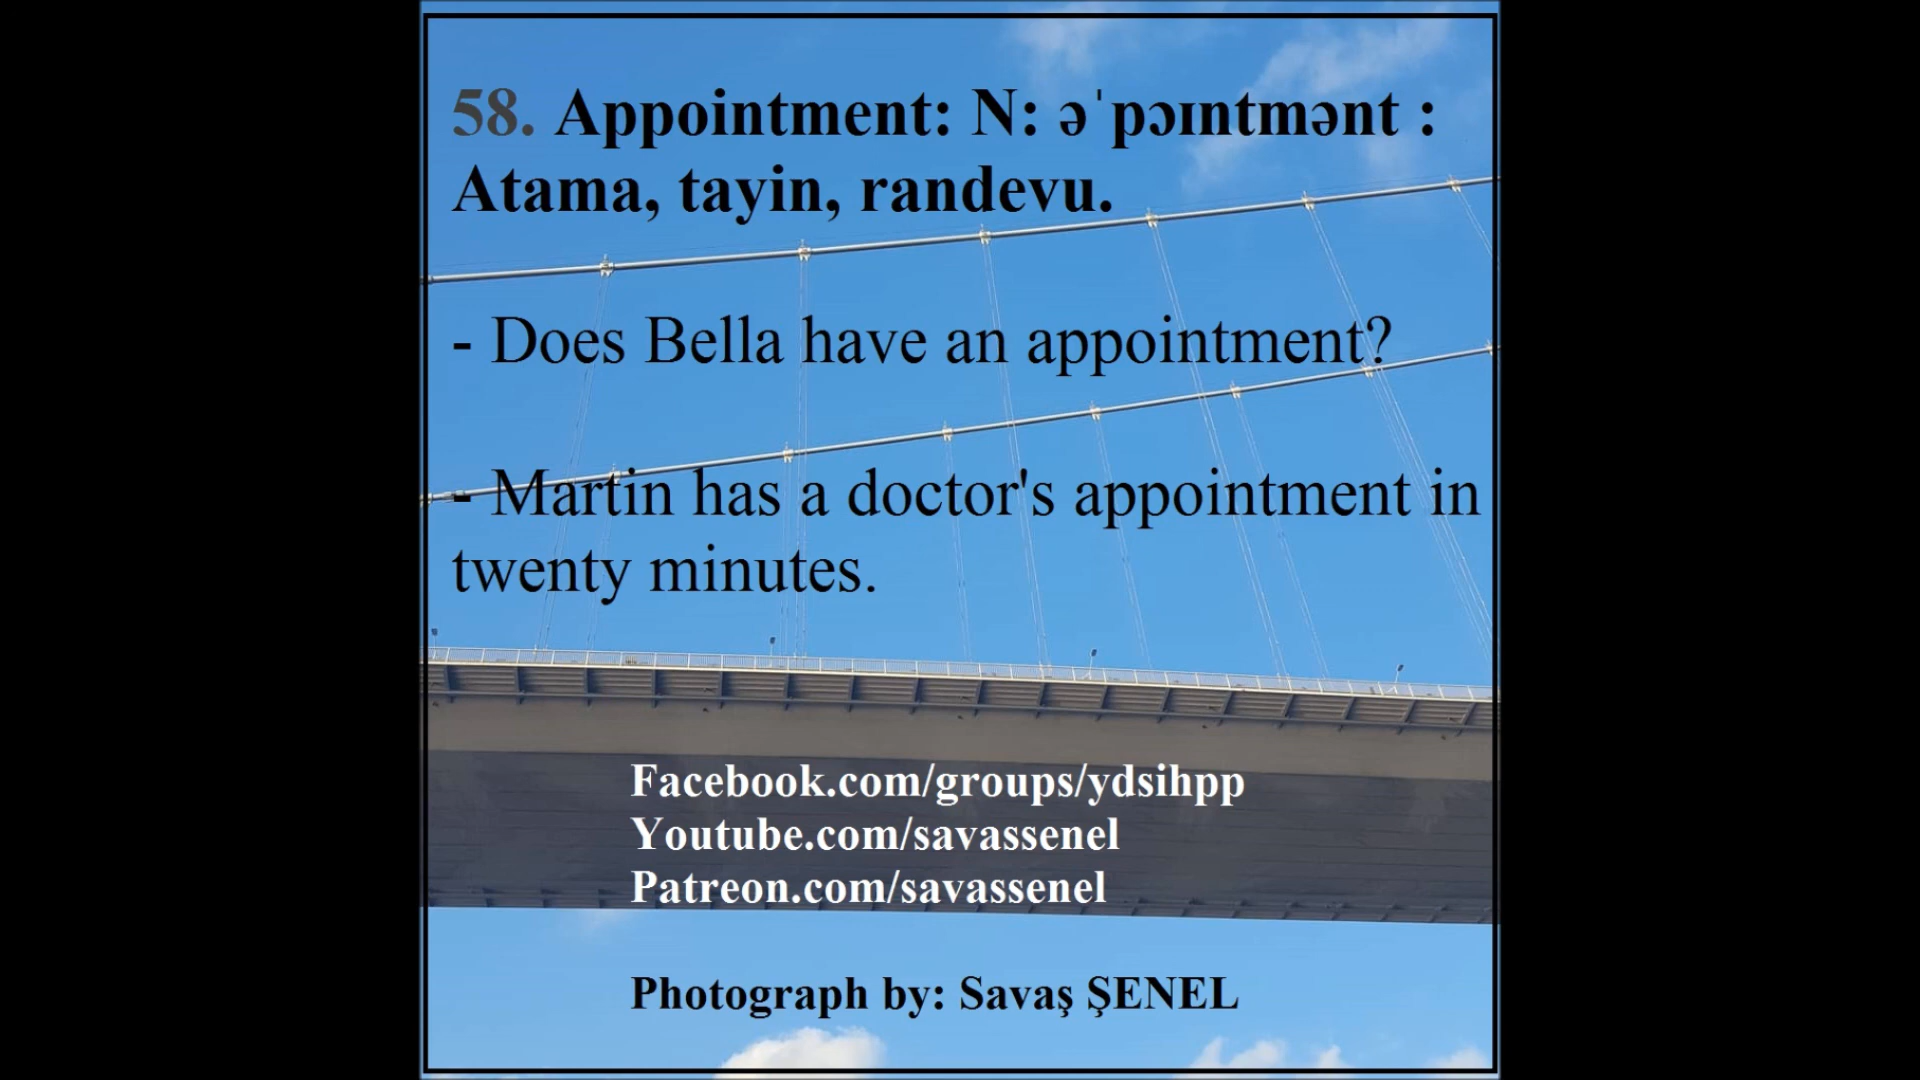 58. Appointment: N: əˈpɔɪntmənt :
Atama, tayin, randevu.
- Does Bella have an appointment?
- Martin has a doctor's appointment in
twenty minutes.
Facebook.com/groups/ydsihpp
Youtube.com/savassenel
Patreon.com/savassenel
Photograph by: Savaş ŞENEL